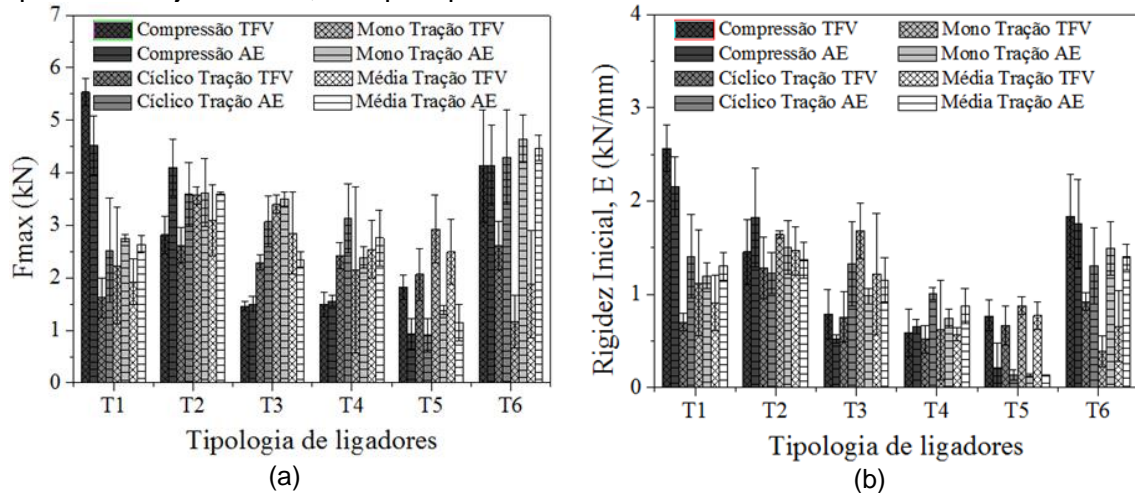 7
6
5
4
3
2
1
0
Fmax (kN)
Compressão TFV
Compressão AE
Cíclico Tração TFV
Cíclico Tração AE
Mono Tração TFV
Mono Tração AE
Média Tração TFV
Média Tração AE
T1 T2 T3 T4 T5 T6
Tipologia de ligadores
(a)
4
3
2
1
0
Rigidez Inicial, E (kN/mm)
Compressão TFV
Compressão AE
Cíclico Tração TFV
Cíclico Tração AE
Mono Tração TFV
Mono Tração AE
Média Tração TFV
Média Tração AE
T1 T2 T3 T4 T5 T6
Tipologia de ligadores
(b)